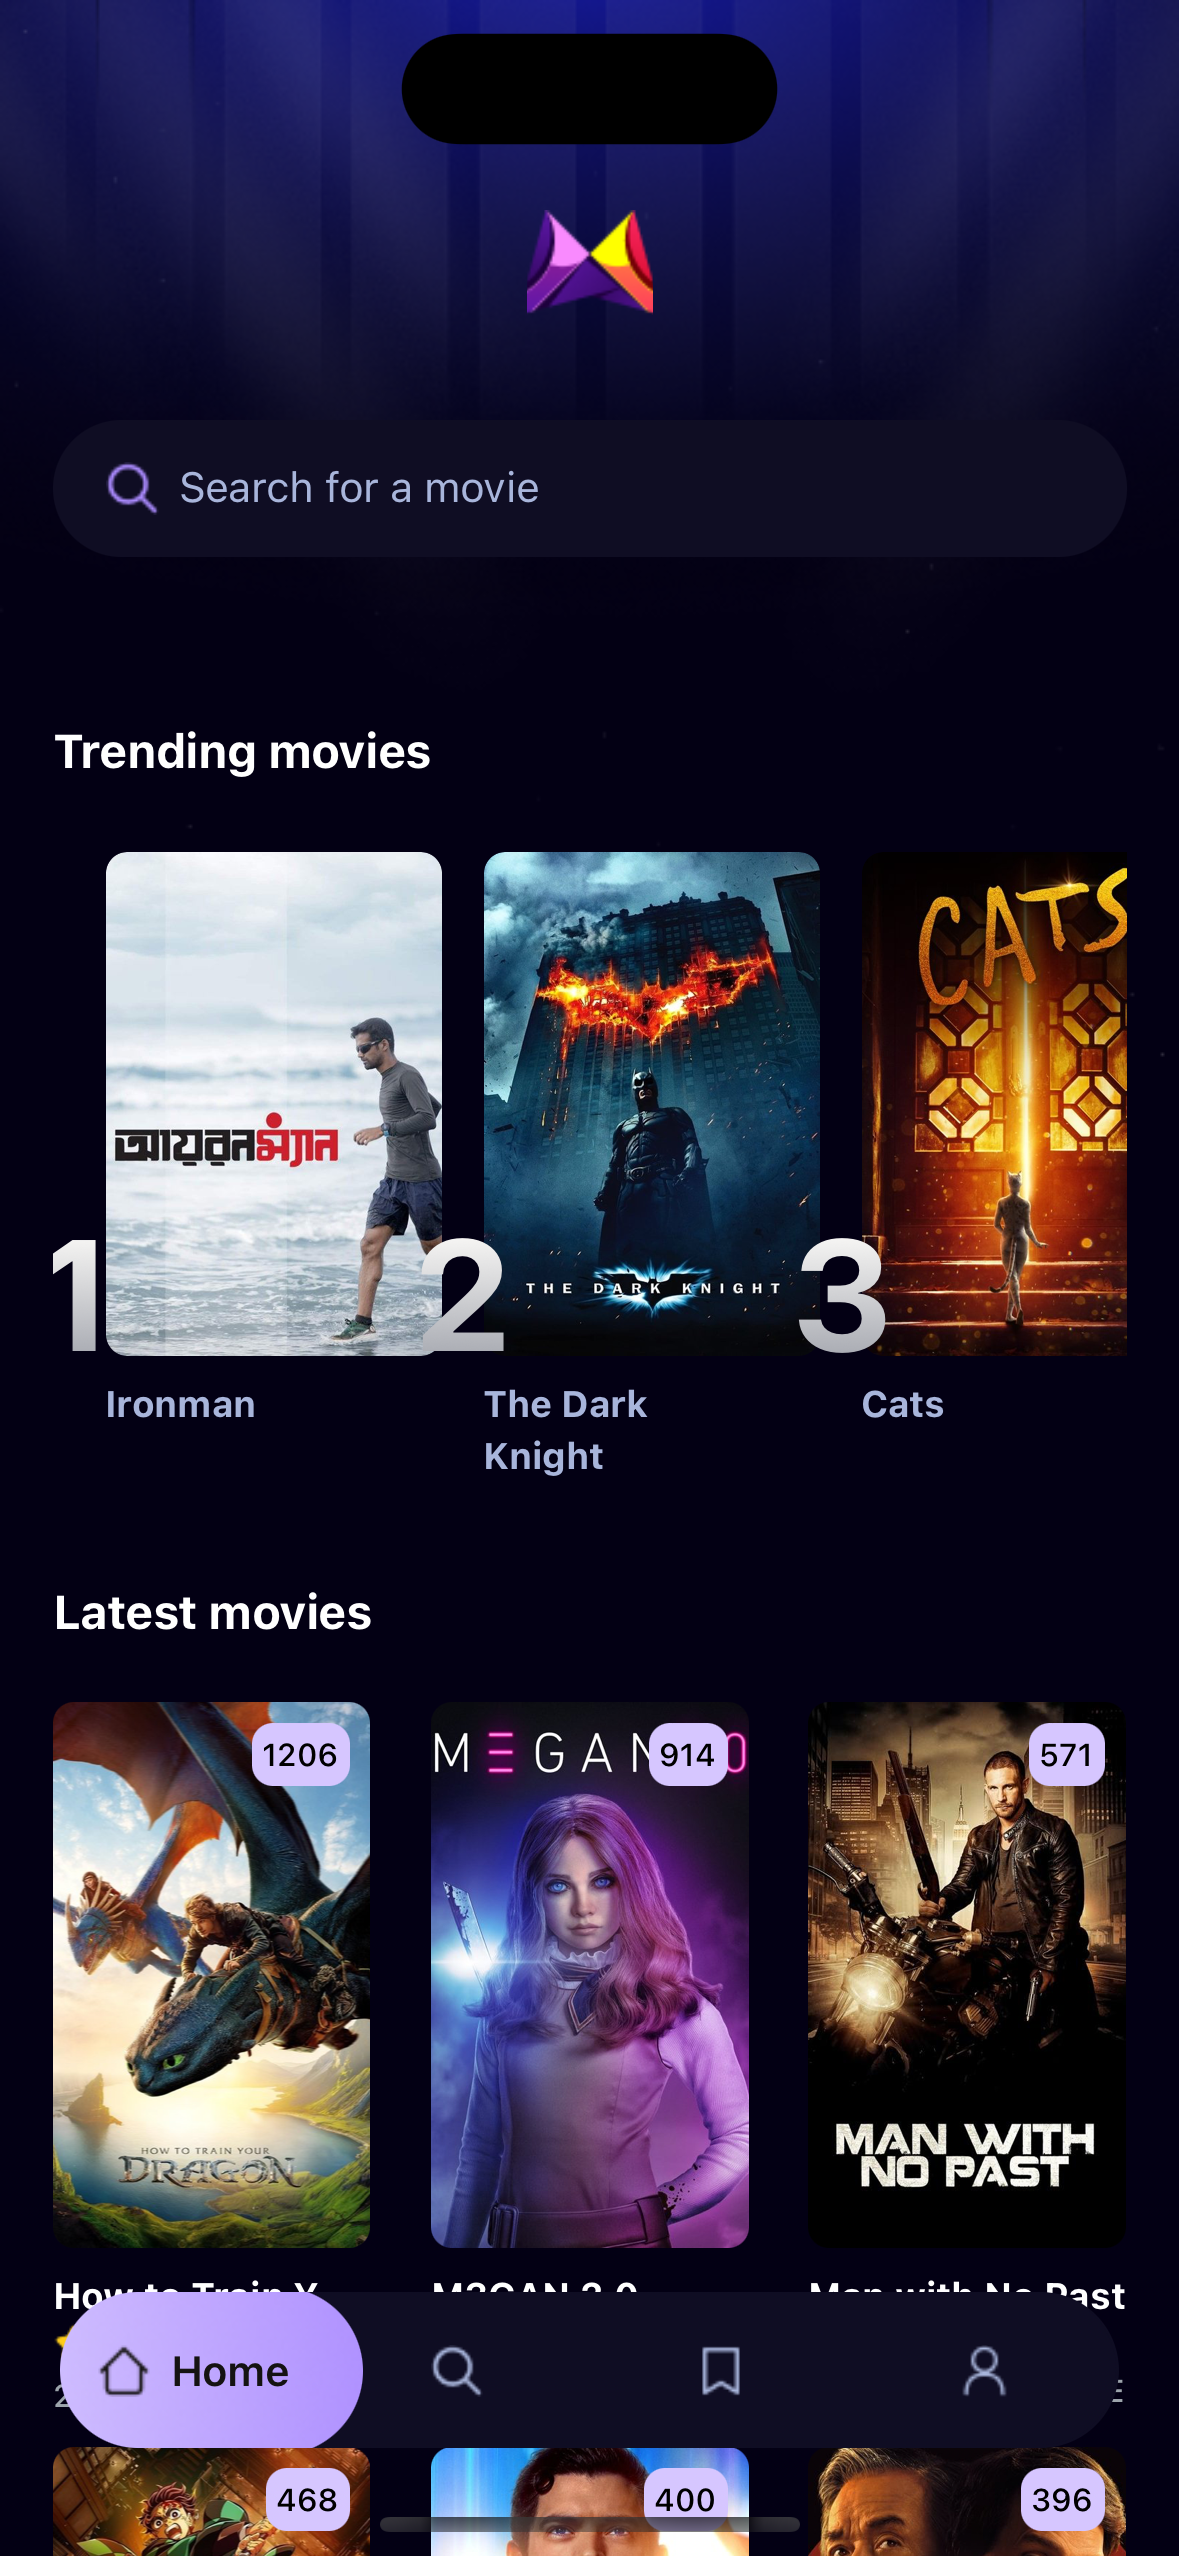 Search for a movie
Trending movies
আয়রনম্যান
THE DARK KNIGHT
CATS
1
2
3
Ironman
The Dark
Knight
Cats
Latest movies
1206
914
571
HOW TO TRAIN YOUR
DRAGON
MAN WITH
NO PAST
How to Train Y
M3GAN 2.0
Man with No Past
Home
468
400
396